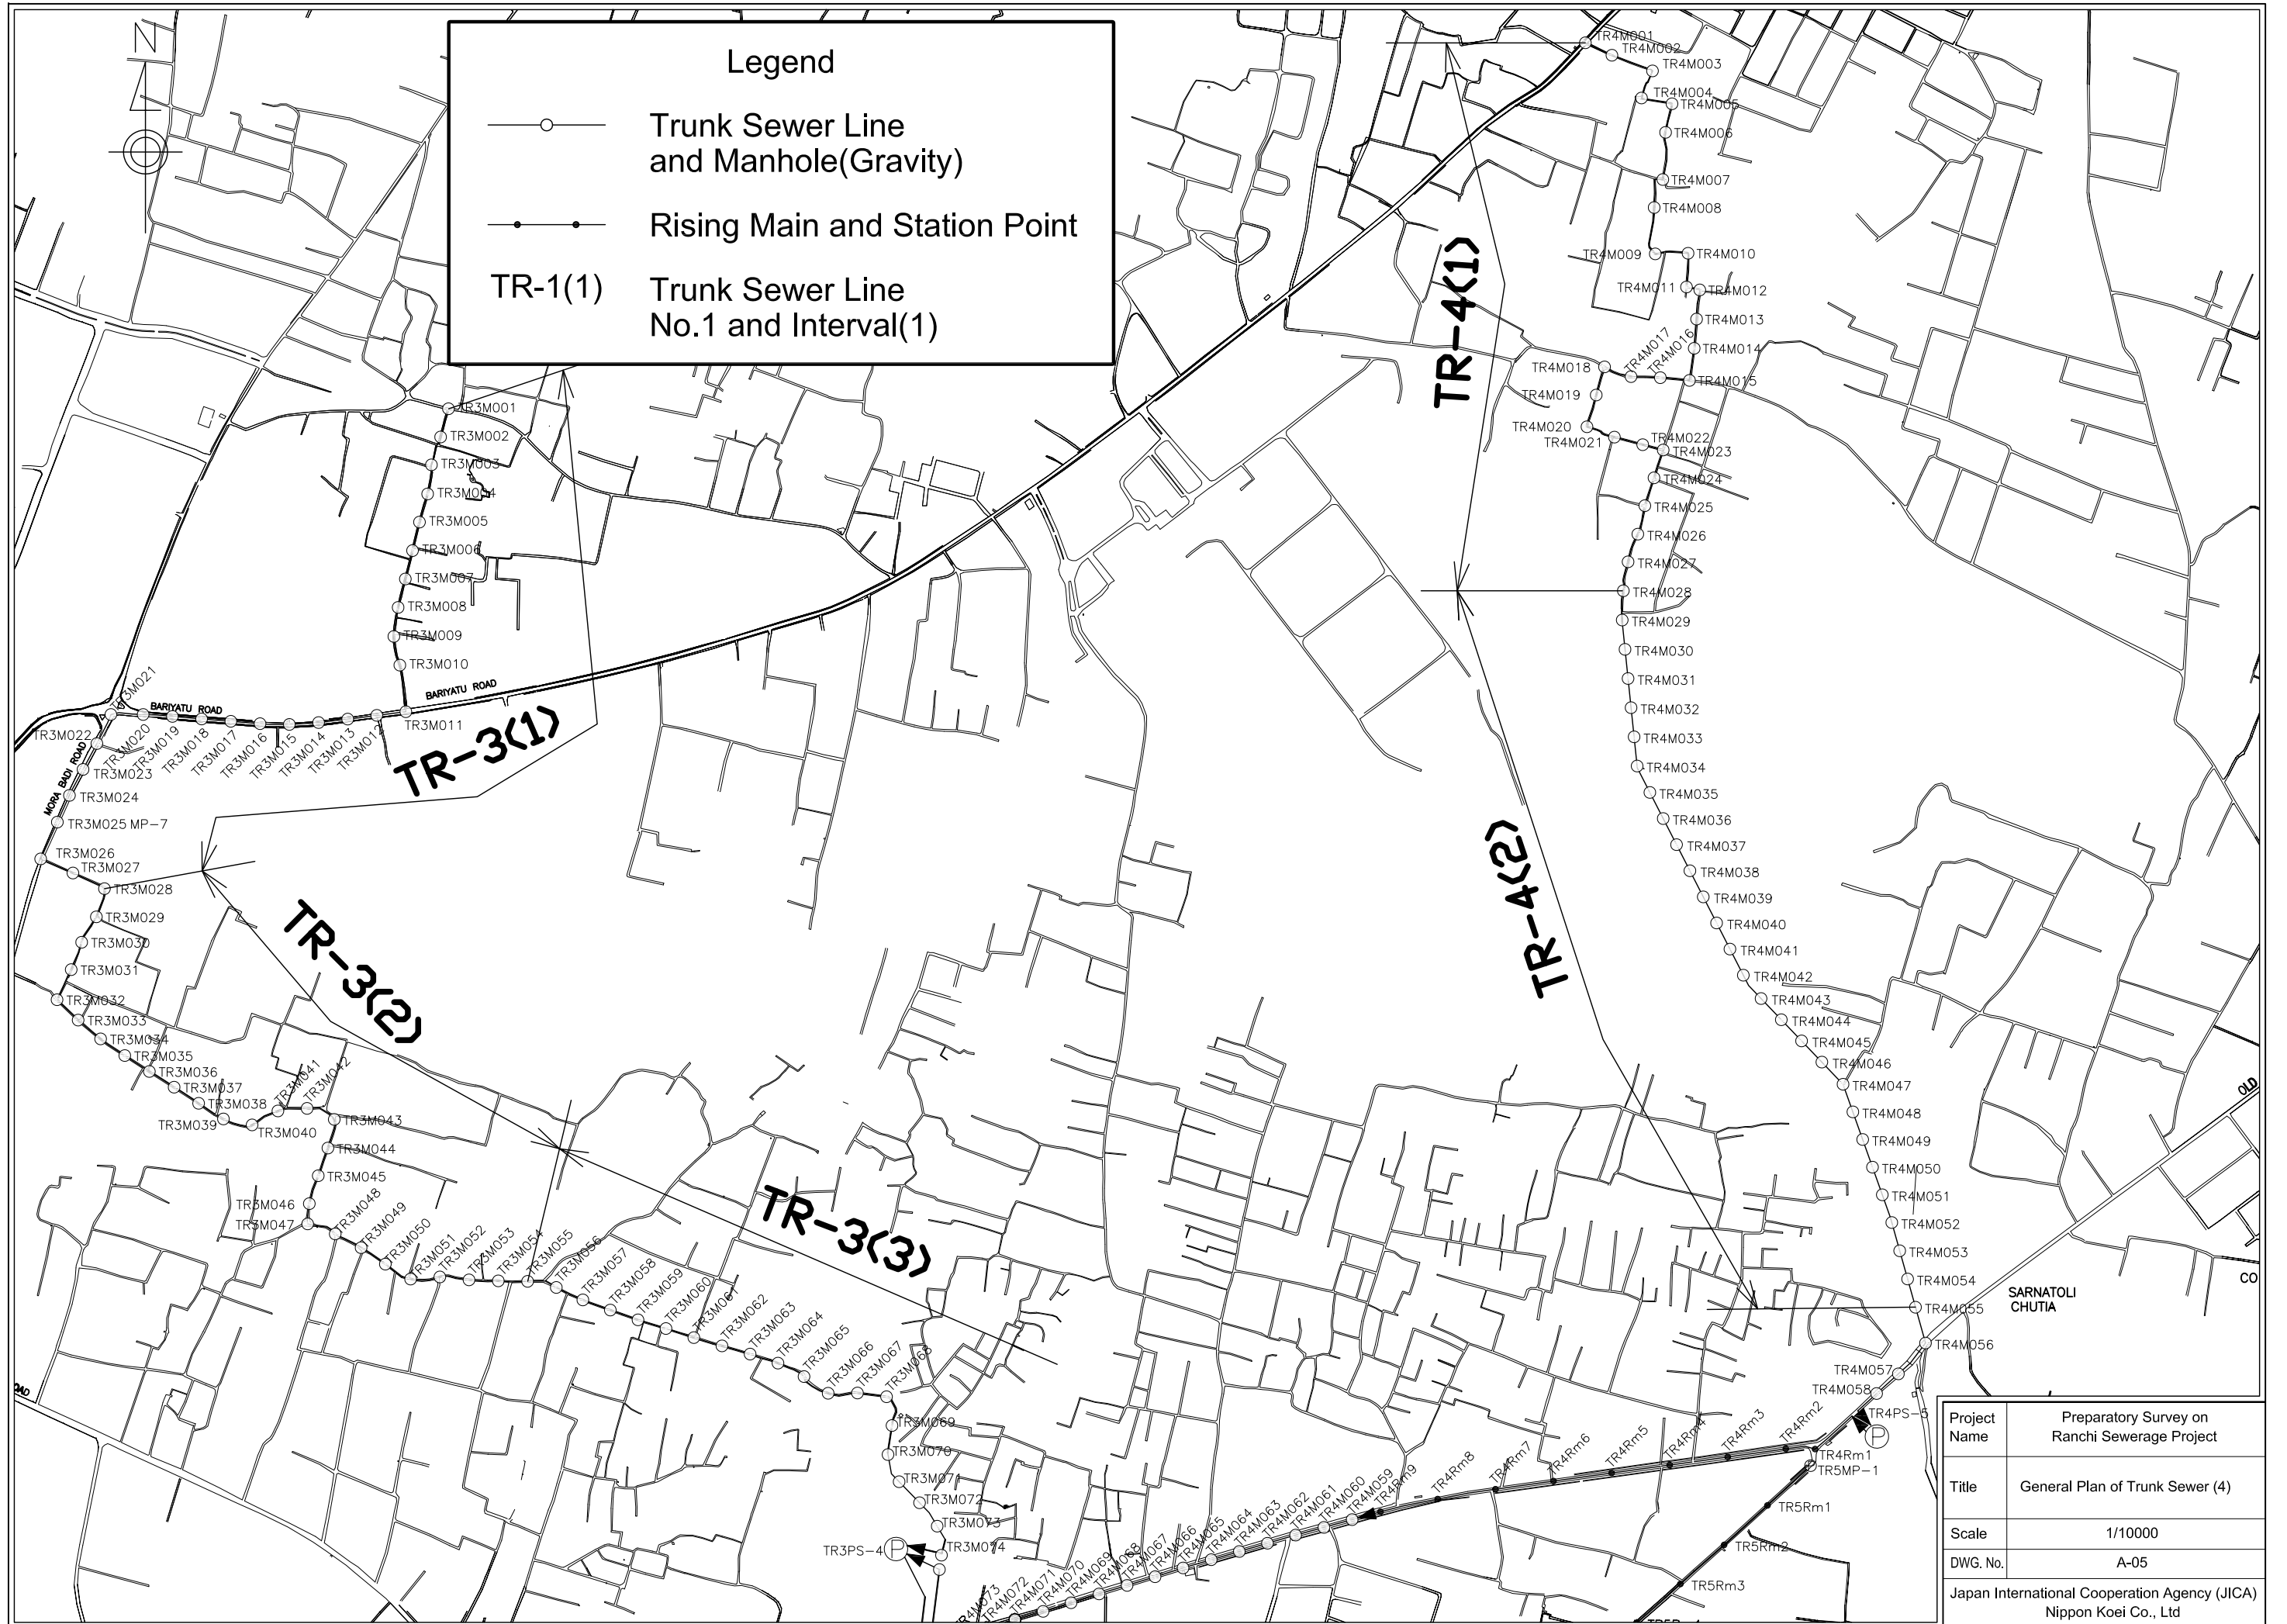 N
Legend
Trunk Sewer Line
and Manhole(Gravity)
Rising Main and Station Point
TR-1(1)
Trunk Sewer Line
No.1 and Interval(1)
TR4M001
TR4M002
TR4M003
TR4M004
TR4M005
TR4M006
TR4M007
TR4M008
TR4M009
TR4M010
TR4M011
TR4M012
TR4M013
TR4M014
TR4M015
TR4M016
TR4M017
TR4M018
TR4M019
TR4M020
TR4M021
TR4M022
TR4M023
TR4M024
TR4M025
TR4M026
TR4M027
TR4M028
TR4M029
TR4M030
TR4M031
TR4M032
TR4M033
TR4M034
TR4M035
TR4M036
TR4M037
TR4M038
TR4M039
TR4M040
TR4M041
TR4M042
TR4M043
TR4M044
TR4M045
TR4M046
TR4M047
TR4M048
TR4M049
TR4M050
TR4M051
TR4M052
TR4M053
TR4M054
TR4M055
TR4M056
TR4M057
TR4M058
TR4PS-5
P
TR-4(1)
TR-4(2)
TR3M001
TR3M002
TR3M003
TR3M004
TR3M005
TR3M006
TR3M007
TR3M008
TR3M009
TR3M010
TR3M011
BARIYATU ROAD
BARIYATU ROAD
TR3M012
TR3M013
TR3M014
TR3M015
TR3M016
TR3M017
TR3M018
TR3M019
TR3M020
TR3M021
TR3M022
MORA BADI ROAD
TR3M023
TR3M024
TR3M025 MP-7
TR3M026
TR3M027
TR3M028
TR3M029
TR3M030
TR3M031
TR3M032
TR3M033
TR3M034
TR3M035
TR3M036
TR3M037
TR3M038
TR3M039
TR3M040
TR3M041
TR3M042
TR3M043
TR3M044
TR3M045
TR3M046
TR3M047
TR3M048
TR3M049
TR3M050
TR3M051
TR3M052
TR3M053
TR3M054
TR3M055
TR3M056
TR3M057
TR3M058
TR3M059
TR3M060
TR3M061
TR3M062
TR3M063
TR3M064
TR3M065
TR3M066
TR3M067
TR3M068
TR3M069
TR3M070
TR3M071
TR3M072
TR3M073
TR3M074
TR3PS-4
P
TR-3(1)
TR-3(2)
TR-3(3)
OLD
CO
SARNATOLI
CHUTIA
TR4Rm1
TR4Rm2
TR4Rm3
TR4Rm4
TR4Rm5
TR4Rm6
TR4Rm7
TR4Rm8
TR4Rm9
TR4M059
TR4M060
TR4M061
TR4M062
TR4M063
TR4M064
TR4M065
TR4M066
TR4M067
TR4M068
TR4M069
TR4M070
TR4M071
TR4M072
TR5MP-1
TR5Rm1
TR5Rm2
TR5Rm3
Project
Name
Preparatory Survey on
Ranchi Sewerage Project
Title
General Plan of Trunk Sewer (4)
Scale
1/10000
DWG. No.
A-05
Japan International Cooperation Agency (JICA)
Nippon Koei Co., Ltd